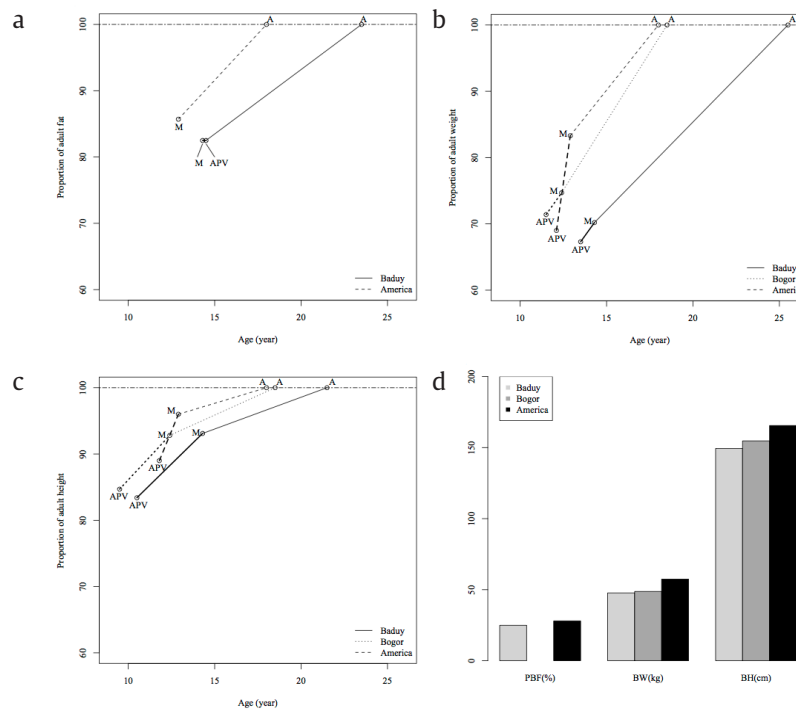 a
Proportion of adult fat
100
90
80
70
60
A
A
M
M
APV
Baduy
America
10
15
20
25
Age (year)
b
Proportion of adult weight
100
90
80
70
60
A
A
A
M
M
APV
APV
M
APV
Baduy
Bogor
America
10
15
20
25
Age (year)
c
Proportion of adult height
100
90
80
70
60
A
A
A
M
M
M
APV
APV
APV
Baduy
Bogor
America
10
15
20
25
Age (year)
d
200
150
100
50
0
Baduy
Bogor
America
PBF(%)
BW(kg)
BH(cm)